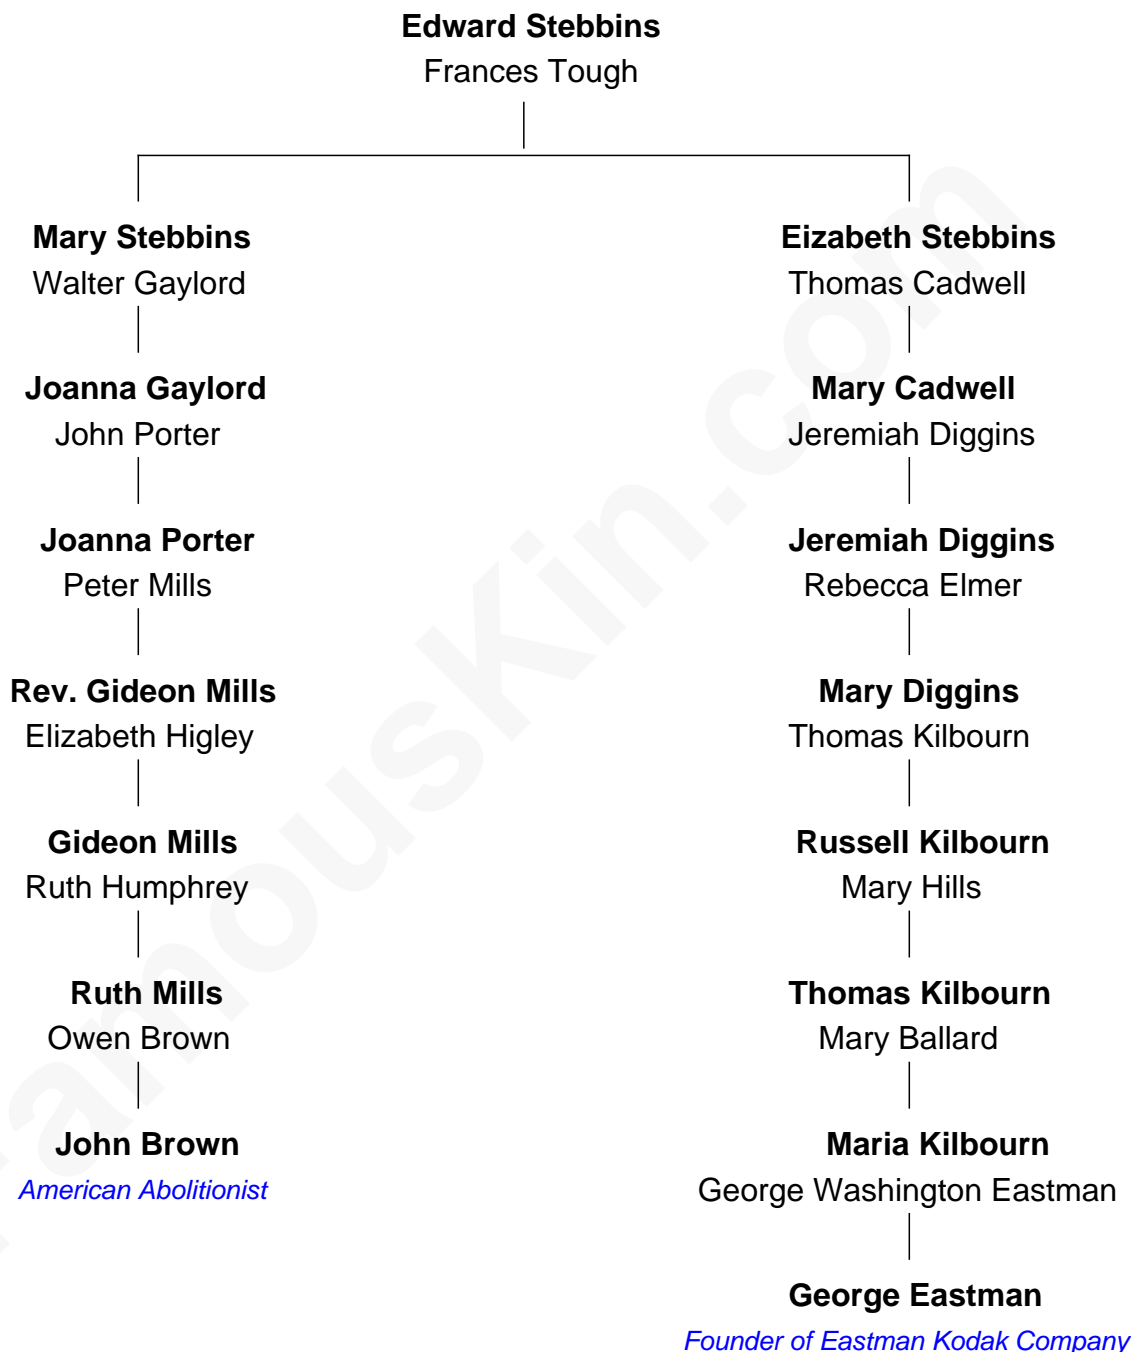 Edward Stebbins
Frances Tough
Mary Stebbins
Walter Gaylord
Joanna Gaylord
John Porter
Joanna Porter
Peter Mills
Rev. Gideon Mills
Elizabeth Higley
Gideon Mills
Ruth Humphrey
Ruth Mills
Owen Brown
John Brown
American Abolitionist
Eizabeth Stebbins
Thomas Cadwell
Mary Cadwell
Jeremiah Diggins
Jeremiah Diggins
Rebecca Elmer
Mary Diggins
Thomas Kilbourn
Russell Kilbourn
Mary Hills
Thomas Kilbourn
Mary Ballard
Maria Kilbourn
George Washington Eastman
George Eastman
Founder of Eastman Kodak Company
FamousKin.com